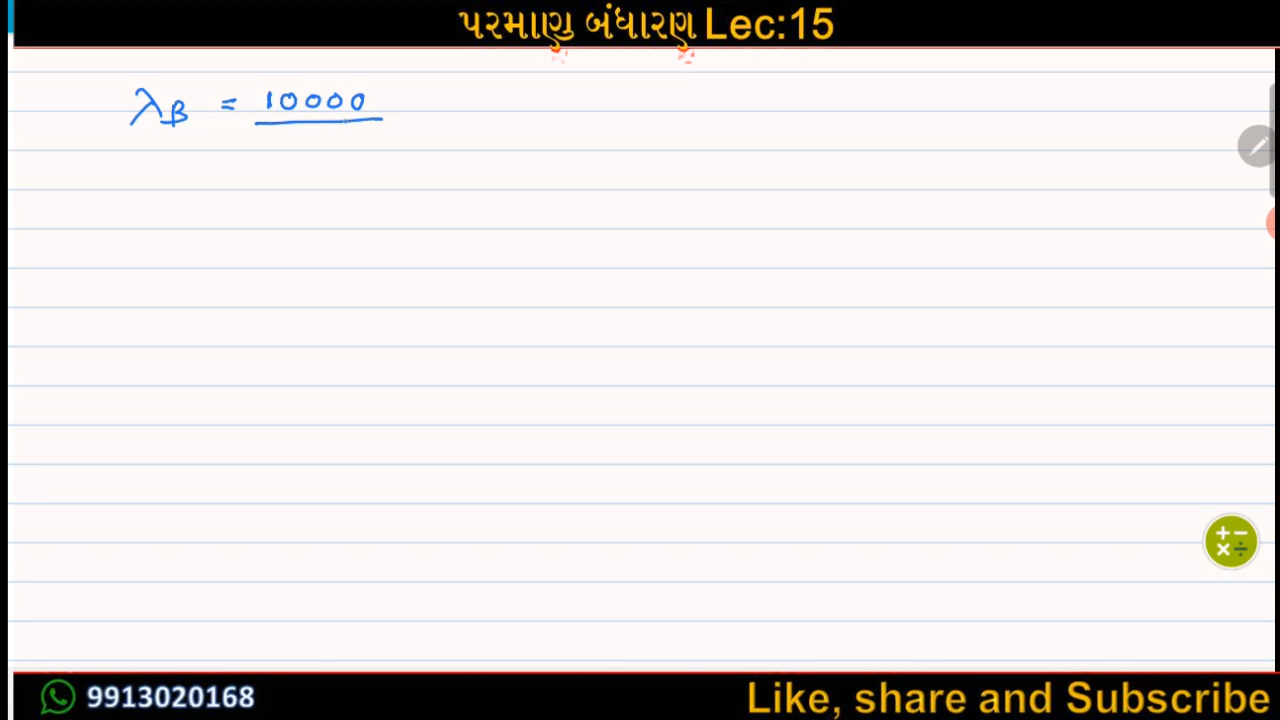 પરમાણુ બંધારણ Lec:15
λB = 10000
9913020168
Like, share and Subscribe